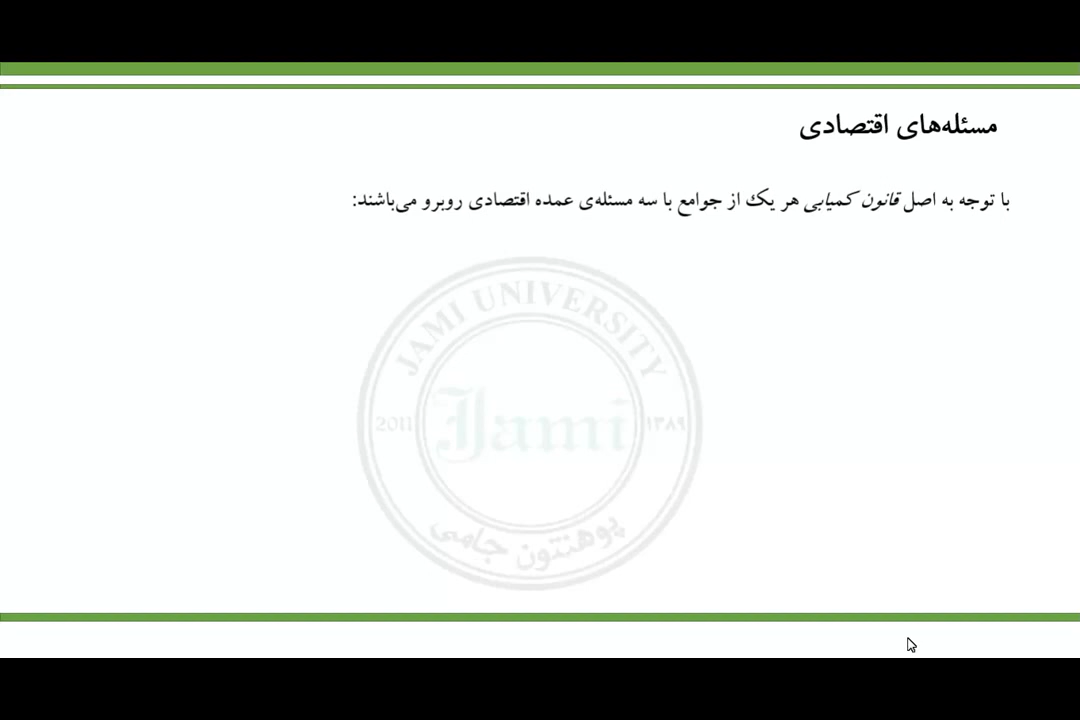 مسئله‌های اقتصادی
با توجه به اصل قانون کمیابی هر یک از جوامع با سه مسئله‌ی عمده اقتصادی روبرو می‌باشند:
JAMI UNIVERSITY
2011 Jami ۱۳۸۹
پوهنتون جامی